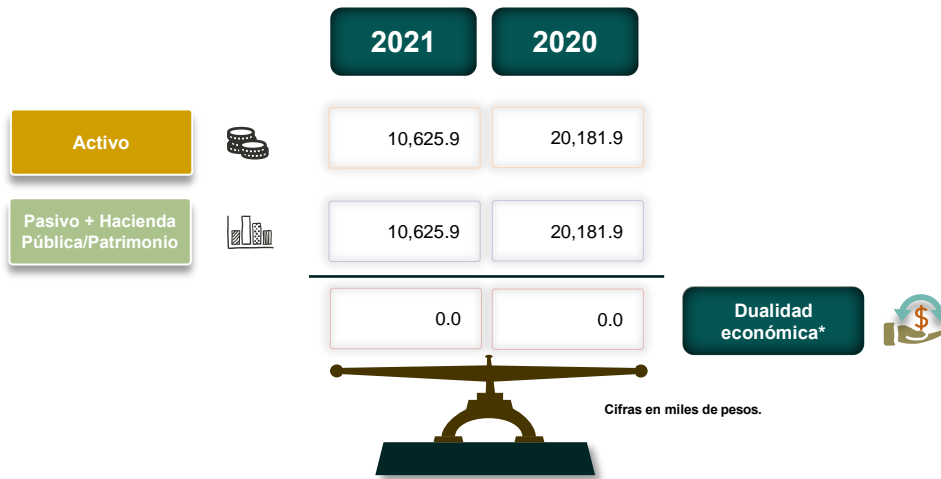 2021 2020
Activo 10,625.9 20,181.9
Pasivo + Hacienda
Pública/Patrimonio 10,625.9 20,181.9
0.0 0.0 Dualidad
económica*
$
Cifras en miles de pesos.